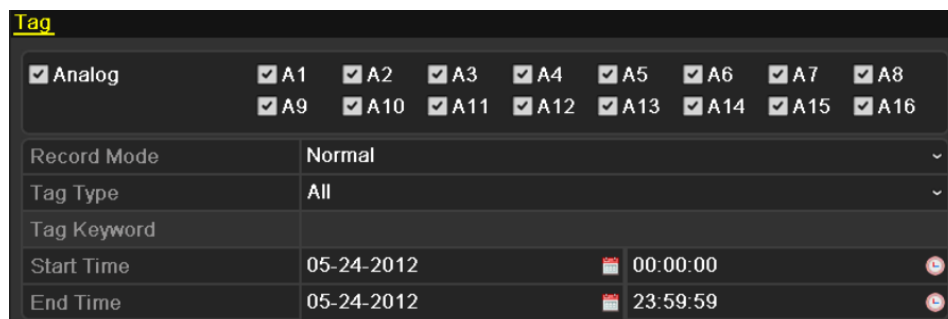 Tag
Analog A1 A2 A3 A4 A5 A6 A7 A8
A9 A10 A11 A12 A13 A14 A15 A16
Record Mode Normal
Tag Type All
Tag Keyword
Start Time 05-24-2012 00:00:00
End Time 05-24-2012 23:59:59